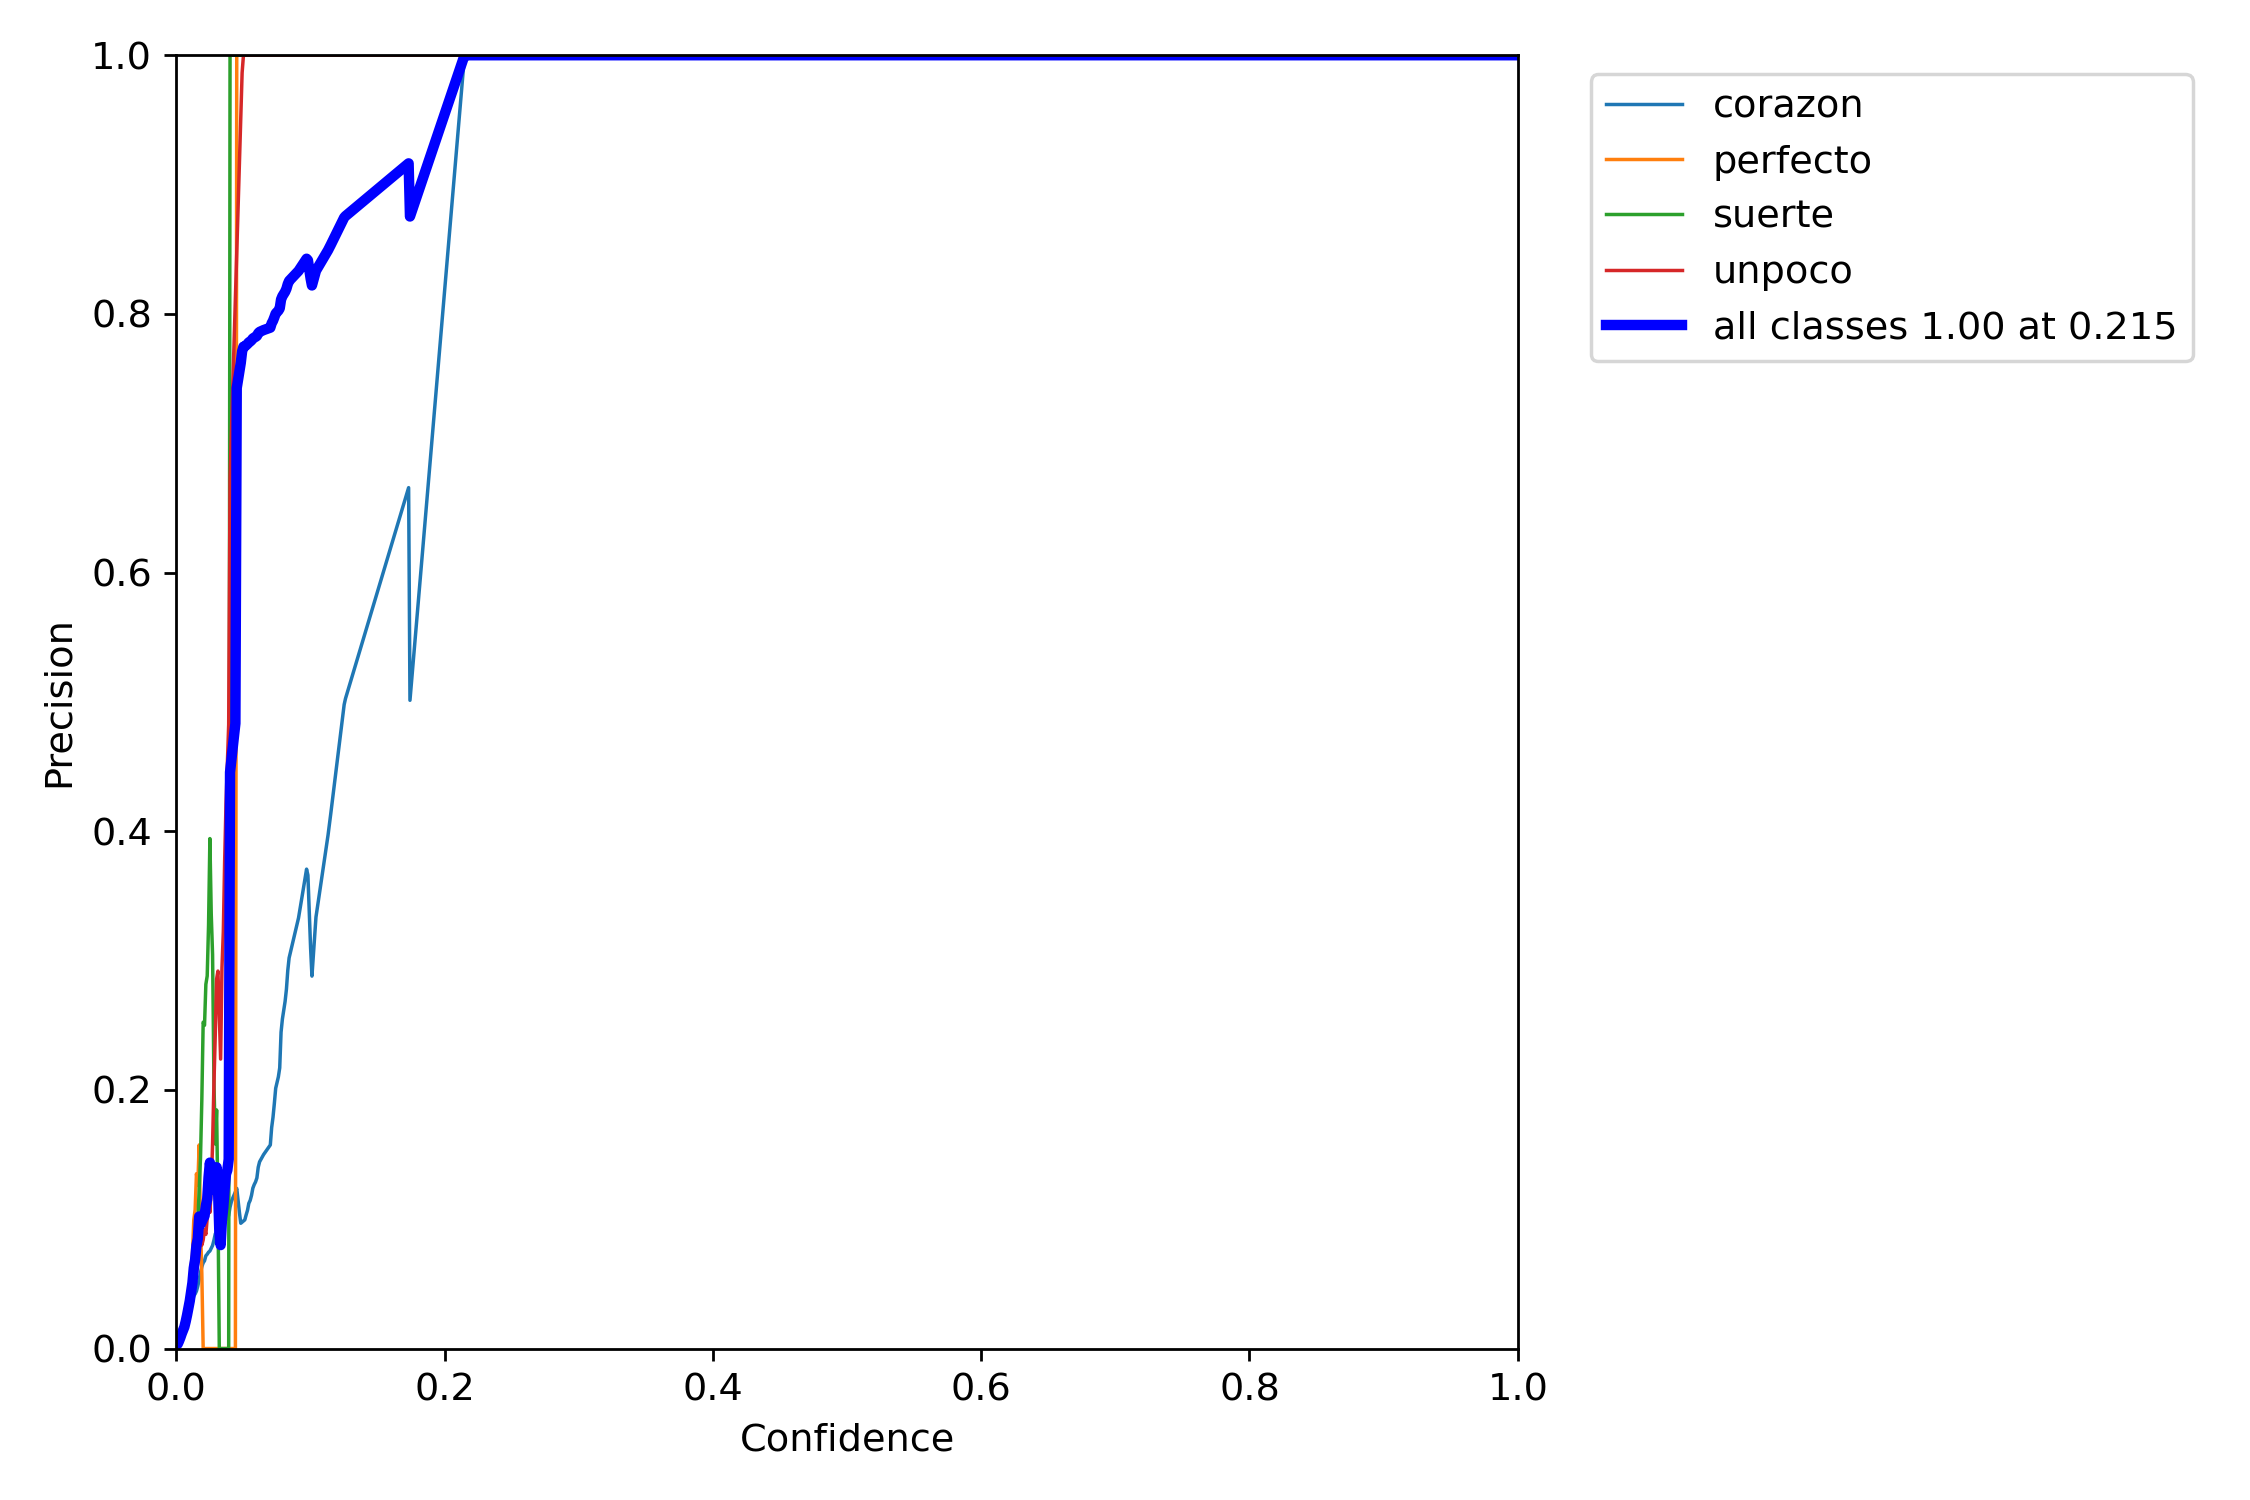 1.0
0.8
0.6
0.4
0.2
0.0
Precision
0.0 0.2 0.4 0.6 0.8 1.0
Confidence
corazon
perfecto
suerte
unpoco
all classes 1.00 at 0.215